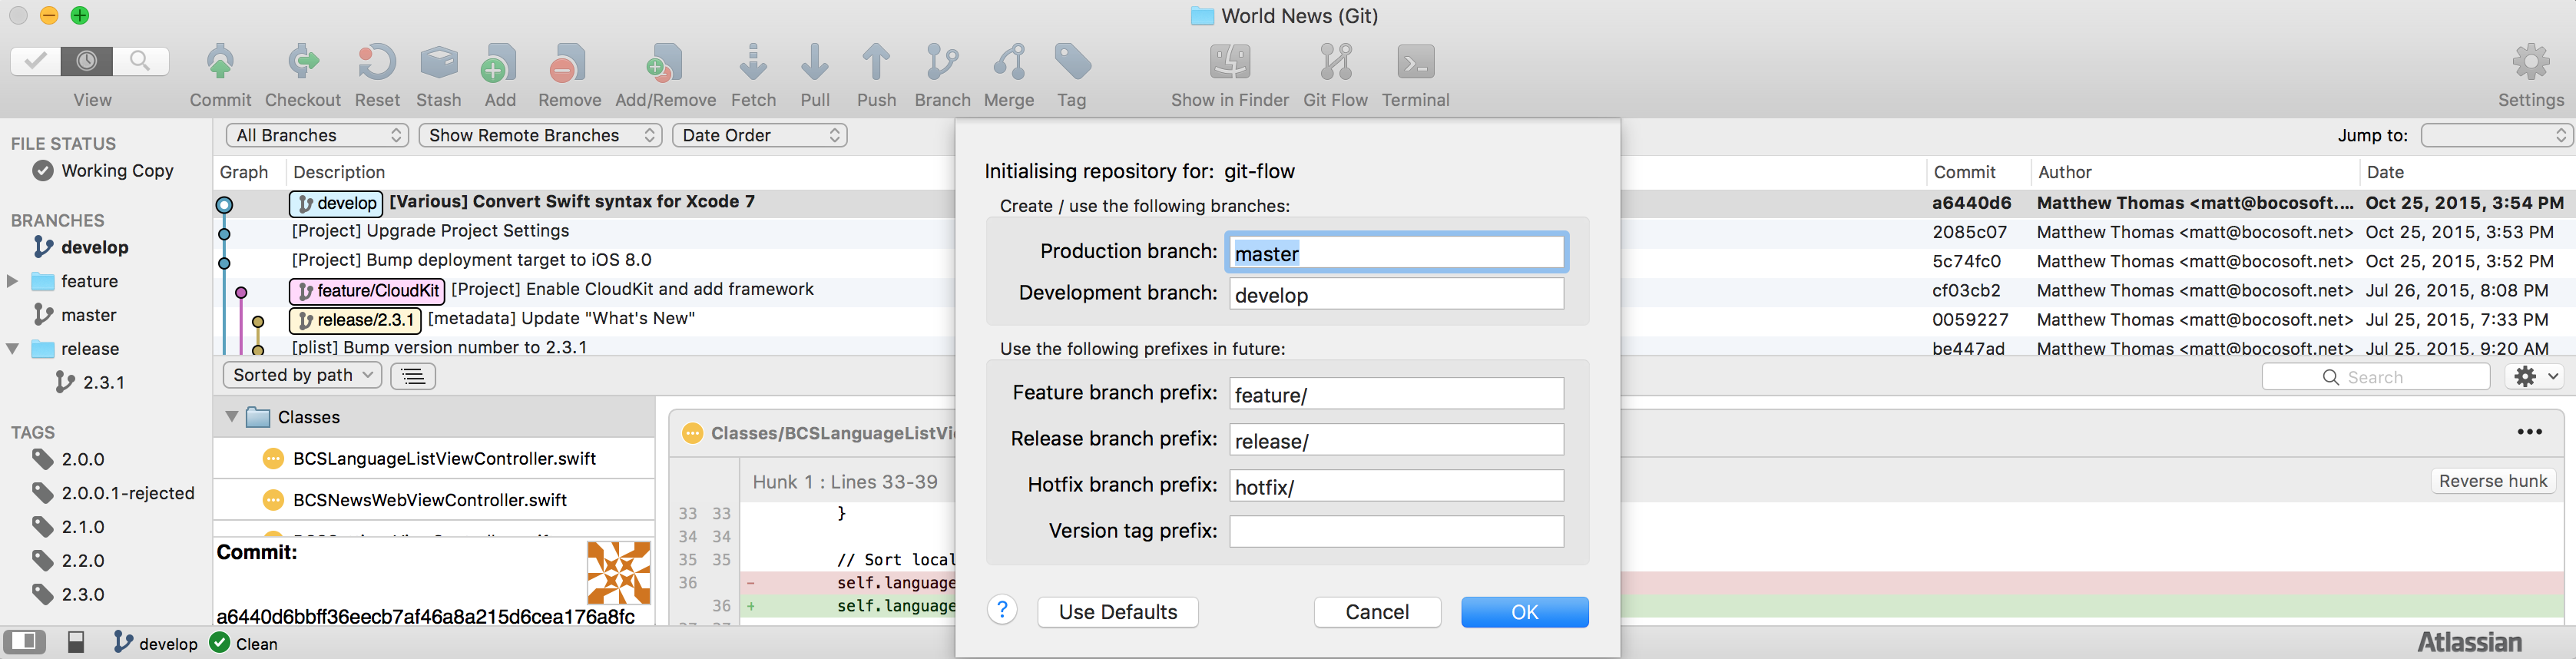 World News (Git)
View Commit Checkout Reset Stash Add Remove Add/Remove Fetch Pull Push Branch Merge Tag Show in Finder Git Flow Terminal Settings
FILE STATUS
Working Copy
BRANCHES
develop
feature
master
release
2.3.1
TAGS
2.0.0
2.0.0.1-rejected
2.1.0
2.2.0
2.3.0
All Branches Show Remote Branches Date Order Jump to:
Graph Description Commit Author Date
develop [Various] Convert Swift syntax for Xcode 7 a6440d6 Matthew Thomas <matt@bocosoft.... Oct 25, 2015, 3:54 PM
[Project] Upgrade Project Settings 2085c07 Matthew Thomas <matt@bocosoft.net> Oct 25, 2015, 3:53 PM
[Project] Bump deployment target to iOS 8.0 5c74fc0 Matthew Thomas <matt@bocosoft.net> Oct 25, 2015, 3:52 PM
feature/CloudKit [Project] Enable CloudKit and add framework cf03cb2 Matthew Thomas <matt@bocosoft.net> Jul 26, 2015, 8:08 PM
release/2.3.1 [metadata] Update "What's New" 0059227 Matthew Thomas <matt@bocosoft.net> Jul 25, 2015, 7:33 PM
[plist] Bump version number to 2.3.1 be447ad Matthew Thomas <matt@bocosoft.net> Jul 25, 2015, 9:20 AM
Sorted by path Search
Classes
BCSLanguageListViewController.swift
BCSNewsWebViewController.swift
Commit:
a6440d6bbff36eecb7af46a8a215d6cea176a8fc
Classes/BCSLanguageListVi
Hunk 1 : Lines 33-39 Reverse hunk
33 33 }
34 34
35 35 // Sort local
36 - self.language
36 + self.language
Initialising repository for: git-flow
Create / use the following branches:
Production branch: master
Development branch: develop
Use the following prefixes in future:
Feature branch prefix: feature/
Release branch prefix: release/
Hotfix branch prefix: hotfix/
Version tag prefix:
? Use Defaults Cancel OK
develop Clean Atlassian